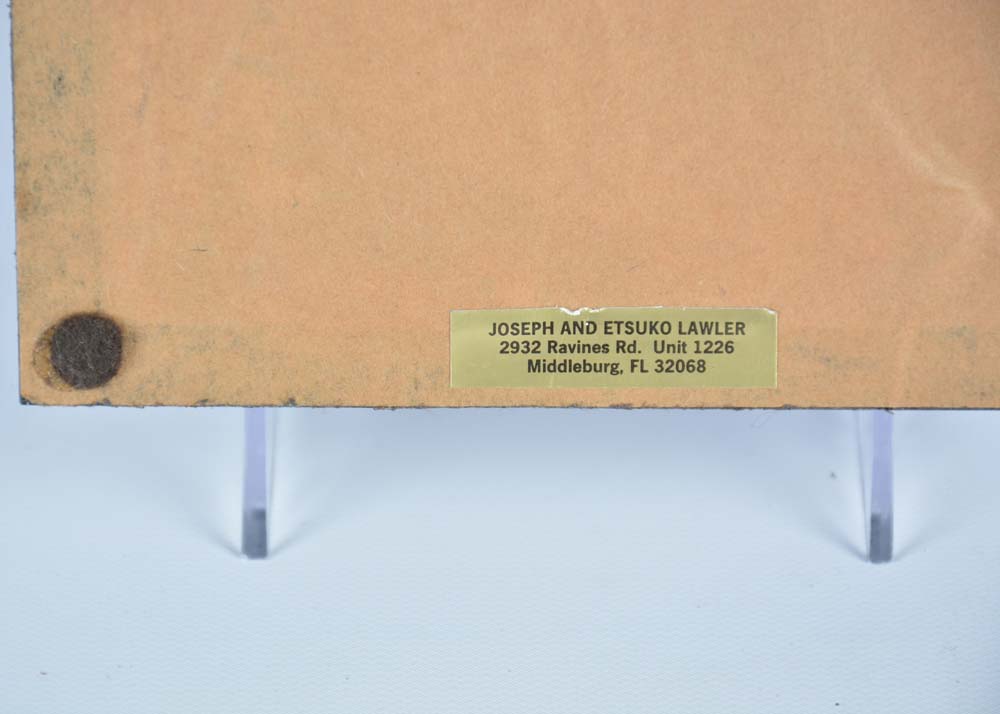 JOSEPH AND ETSUKO LAWLER
2932 Ravines Rd. Unit 1226
Middleburg, FL 32068